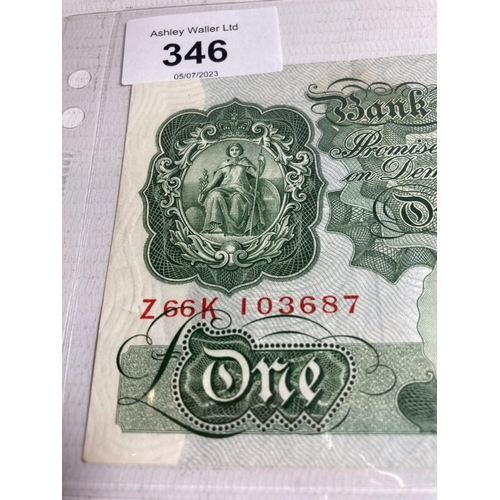 Ashley Waller Ltd
346
05/07/2023
Bank
Promise
on Dem
O
Z66K 103687
£One